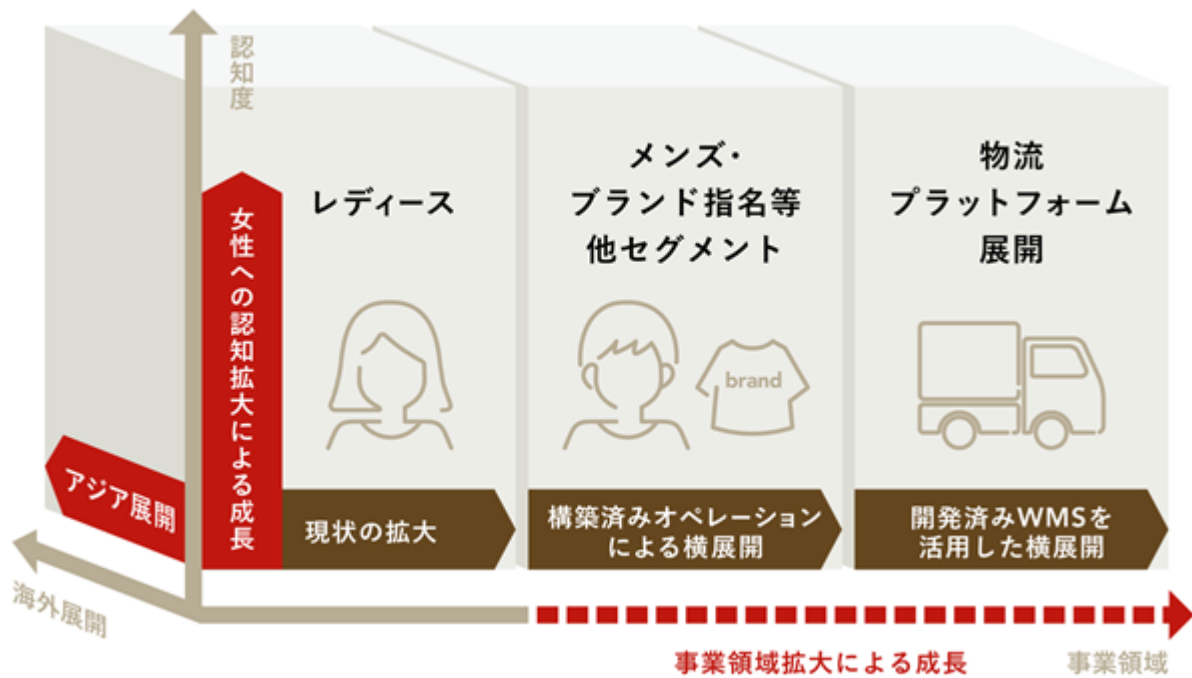 認知度
女性への認知拡大による成長
レディース
メンズ・
ブランド指名等
他セグメント
物流
プラットフォーム
展開
brand
アジア展開
現状の拡大
構築済みオペレーション
による横展開
開発済みWMSを
活用した横展開
海外展開
事業領域拡大による成長
事業領域